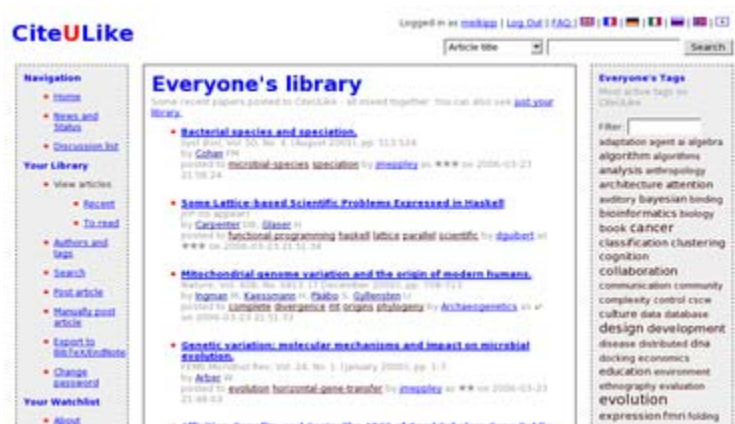 CiteULike
Logged in as meikipp | Log Out | FAQ |
Article title
Search
Navigation
Home
News and
Status
Discussion list
Your Library
View articles
Recent
To read
Authors and
tags
Search
Post article
Manually post
article
Export to
BibTeX/EndNote
Change
password
Your Watchlist
About
Everyone's library
Some recent papers posted to CiteULike - all mixed together. You can also see just your
library.
Bacterial species and speciation.
Syst Biol, Vol. 50, No. 4. (August 2001), pp. 513-524.
by Cohan FM
posted to microbial-species speciation by jmeppley as *** on 2006-03-23
21:58:24
Some Lattice-based Scientific Problems Expressed in Haskell
(to appear)
by Carpenter DB, Glaser H
posted to functional programming haskell lattice parallel scientific by dguibert as
*** on 2006-03-23 21:51:34
Mitochondrial genome variation and the origin of modern humans.
Nature, Vol. 408, No. 6813. (7 December 2000), pp. 708-713.
by Ingman M, Kaessmann H, Pääbo S, Gyllensten U
posted to complete divergence origins phylogeny by Archaeogenetics as
on 2006-03-23
Genetic variation: molecular mechanisms and impact on microbial
evolution.
FEMS Microbiol Rev, Vol. 24, No. 1. (January 2000), pp. 1-7.
by Arber W
posted to evolution horizontal-gene-transfer by jmeppley as ** on 2006-03-23
21:48:03
Everyone's Tags
Most active tags on
CiteULike
Filter:
adaptation agent ai algebra
algorithm algorithms
analysis anthropology
architecture attention
auditory bayesian binding
bioinformatics biology
book cancer
classification clustering
cognition
collaboration
communication community
complexity control cscw
culture data database
design development
disease distributed dna
docking economics
education environment
ethnography evaluation
evolution
expression fmri folding